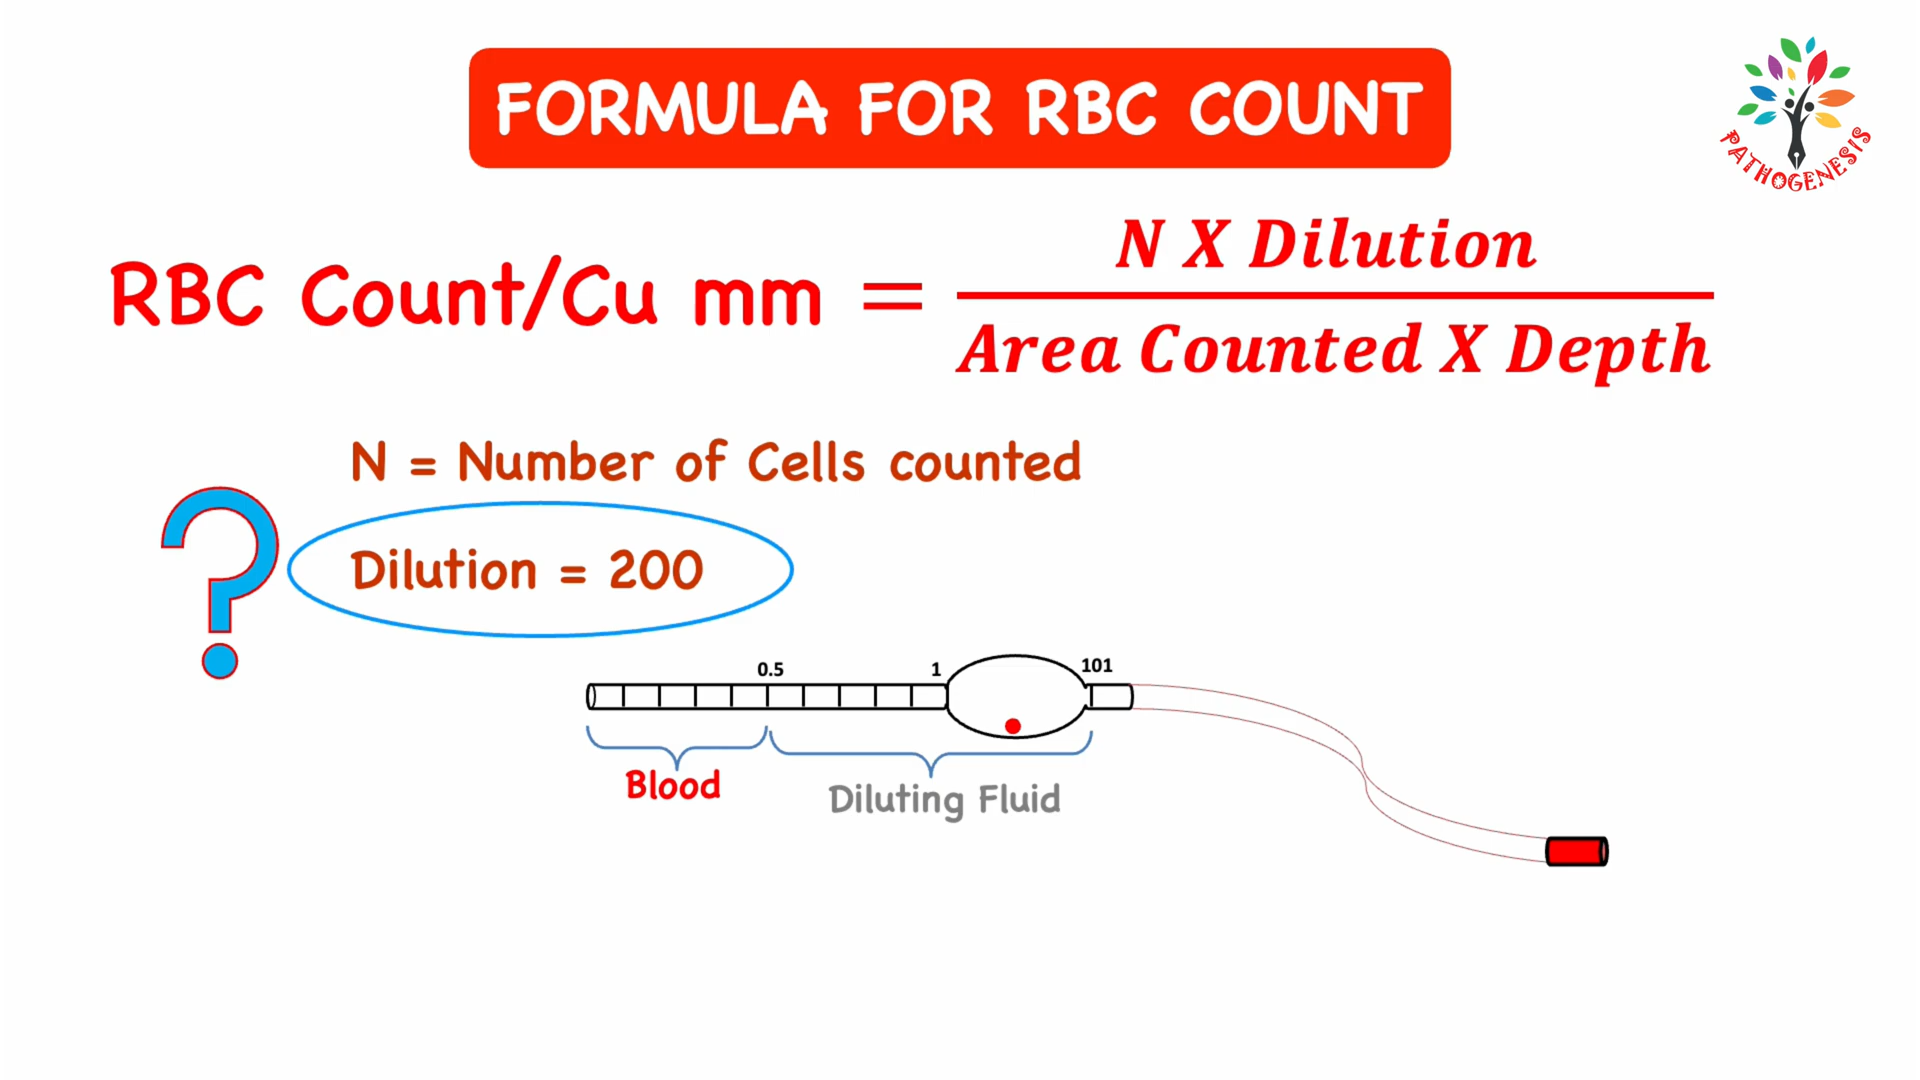 FORMULA FOR RBC COUNT
PATHOGENESIS
RBC Count/Cu mm = N X Dilution
Area Counted X Depth
N = Number of Cells counted
?
Dilution = 200
0.5 1 101
Blood
Diluting Fluid